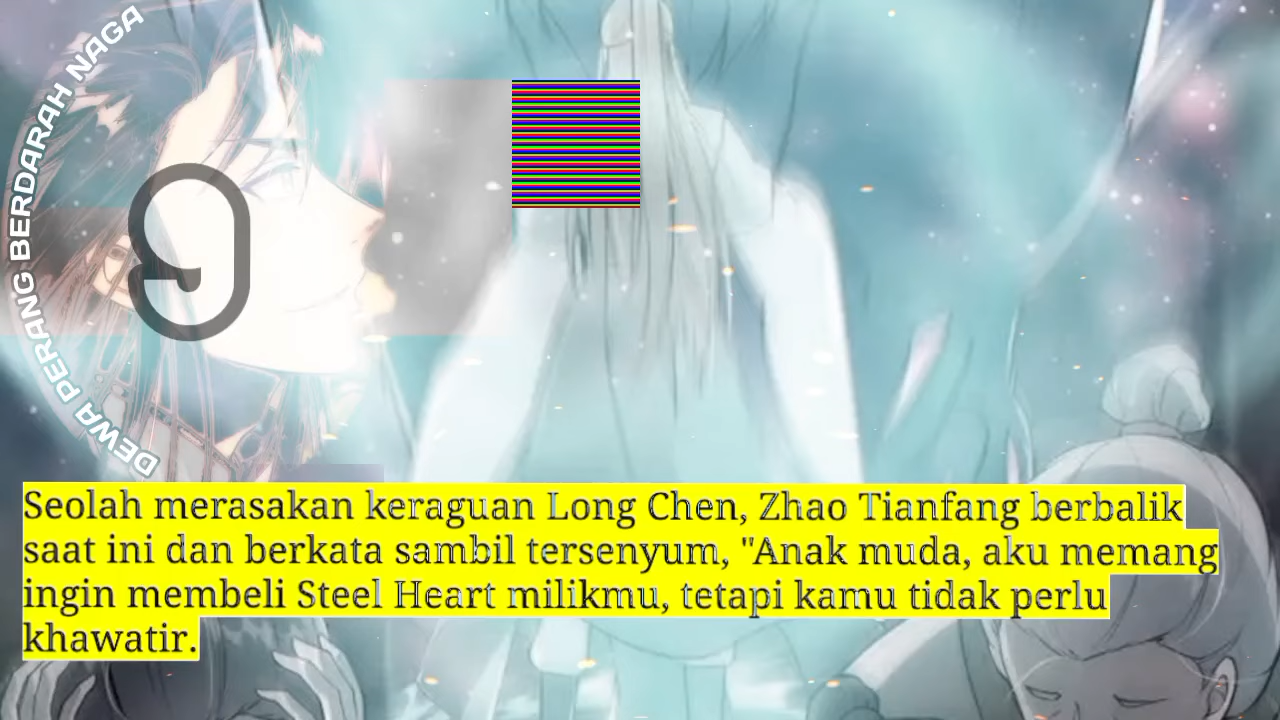 DEWA PERANG BERDARAH NAGA
Seolah merasakan keraguan Long Chen, Zhao Tianfang berbalik
saat ini dan berkata sambil tersenyum, "Anak muda, aku memang
ingin membeli Steel Heart milikmu, tetapi kamu tidak perlu
khawatir.